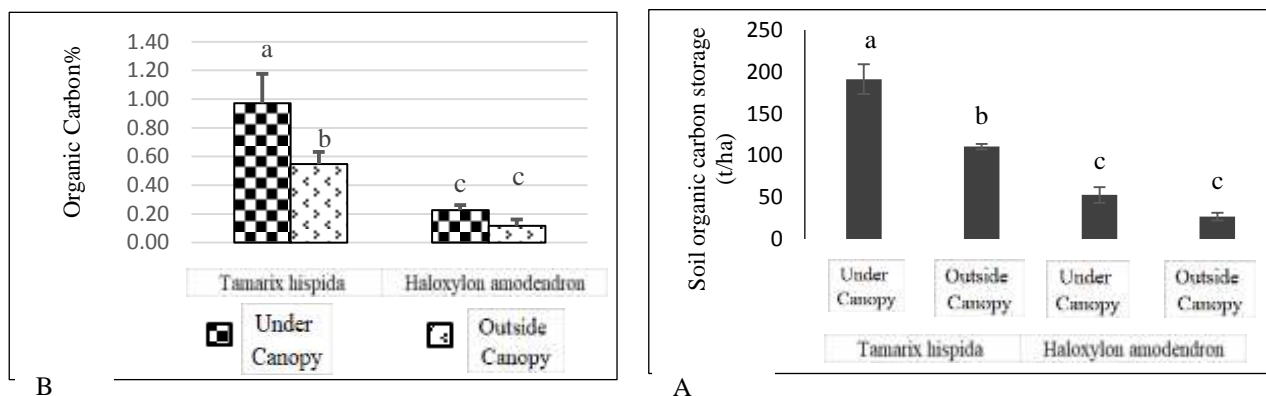 Organic Carbon%
1.40
1.20
1.00
0.80
0.60
0.40
0.20
0.00
a
b
c
c
Tamarix hispida
Haloxylon amodendron
Under
Canopy
Outside
Canopy
B
Soil organic carbon storage
(t/ha)
250
200
150
100
50
0
a
b
c
c
Under
Canopy
Outside
Canopy
Under
Canopy
Outside
Canopy
Tamarix hispida
Haloxylon amodendron
A